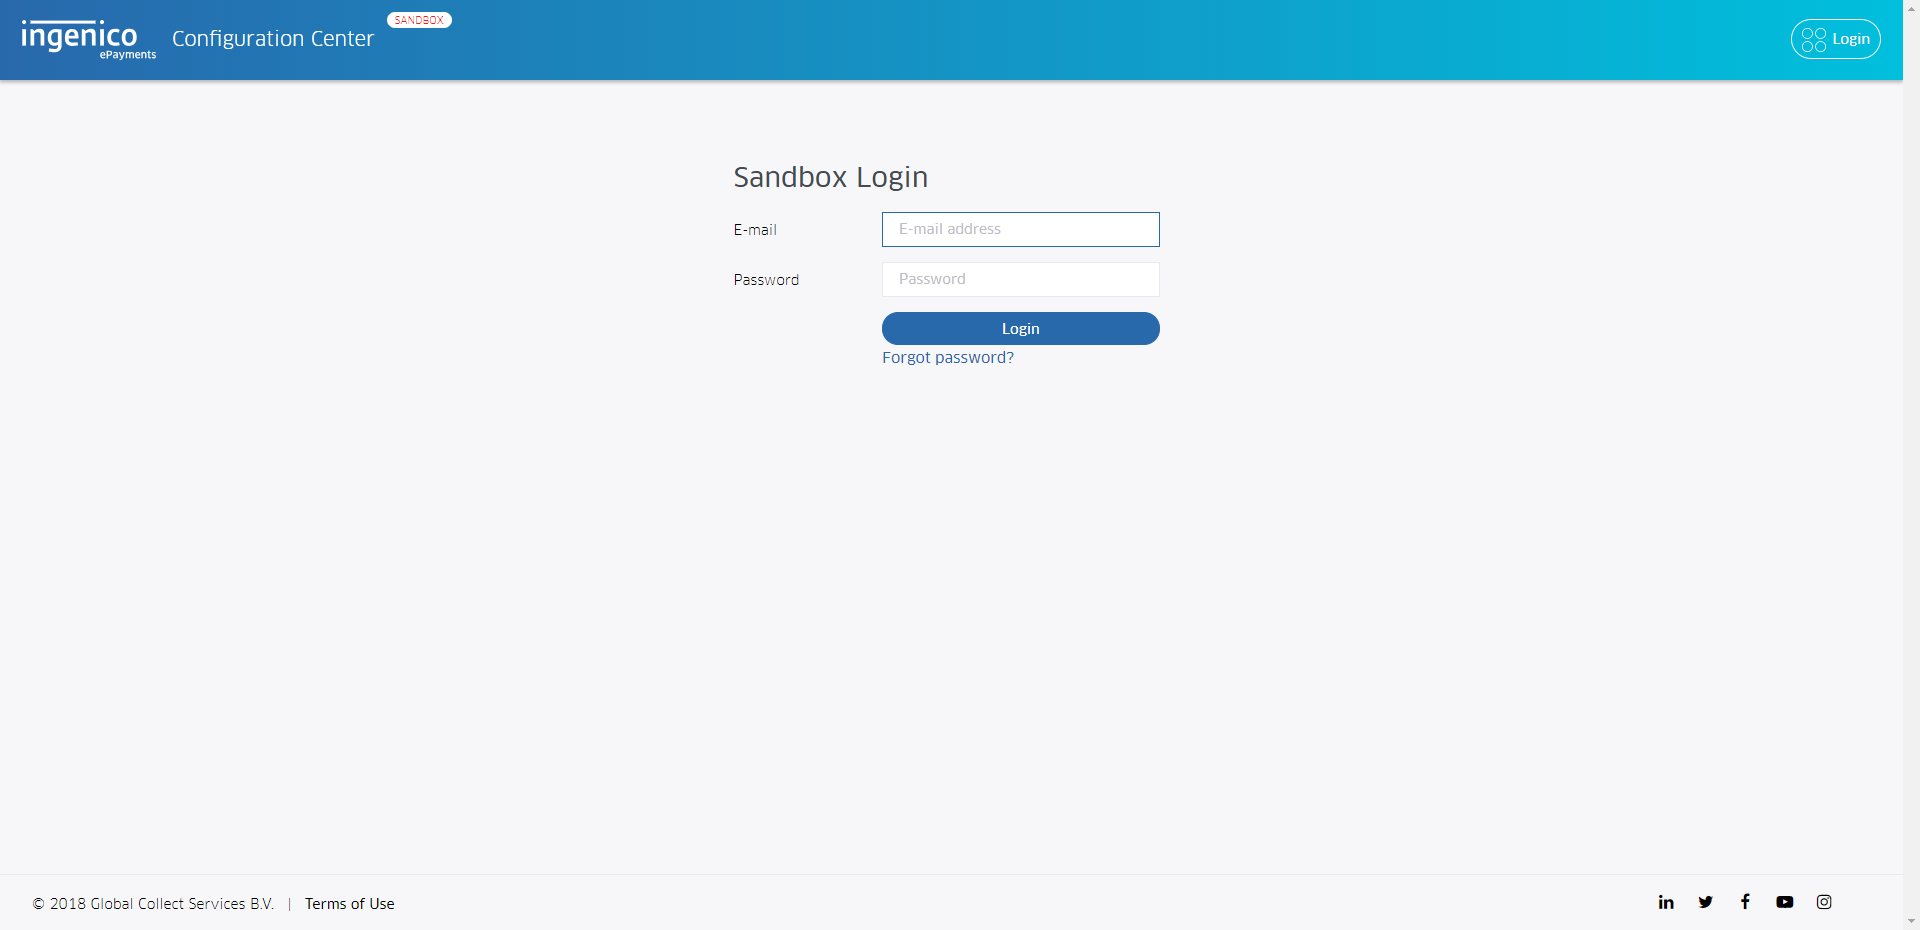 ingenico
ePayments
Configuration Center
SANDBOX
Login
Sandbox Login
E-mail
E-mail address
Password
Password
Login
Forgot password?
© 2018 Global Collect Services B.V. | Terms of Use